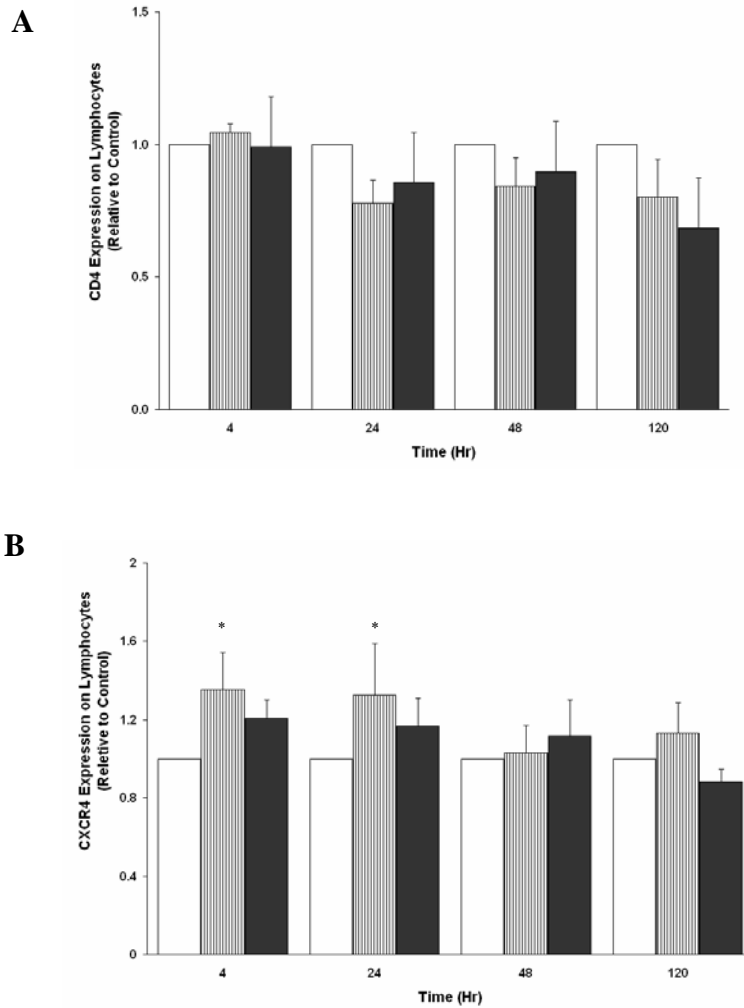 A
CD4 Expression on Lymphocytes
(Relative to Control)
1.5
1.0
0.5
0.0
4 24 48 120
Time (Hr)
B
CXCR4 Expression on Lymphocytes
(Reletive to Control)
2
1.6
1.2
0.8
0.4
0
* *
4 24 48 120
Time (Hr)